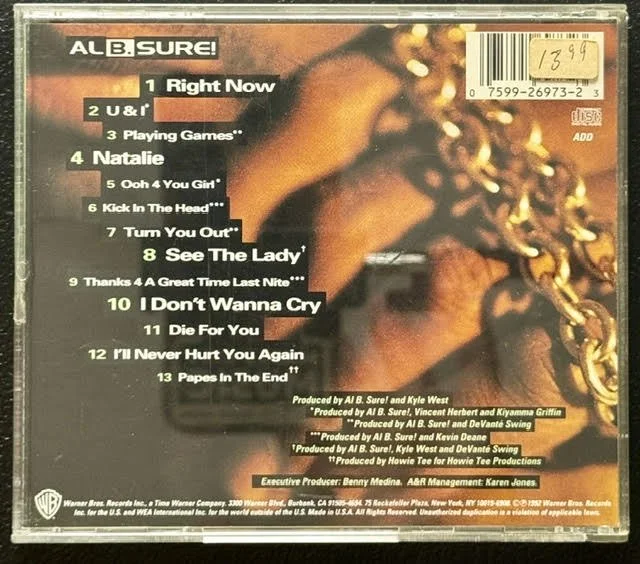 AL B. SURE!
13 99
0 7599-26973-2 3
COMPACT
disc
DIGITAL AUDIO
ADD
1 Right Now
2 U & I*
3 Playing Games**
4 Natalie
5 Ooh 4 You Girl*
6 Kick In The Head***
7 Turn You Out**
8 See The Lady†
9 Thanks 4 A Great Time Last Nite***
10 I Don't Wanna Cry
11 Die For You
12 I'll Never Hurt You Again
13 Papes In The End††
Produced by Al B. Sure! and Kyle West
*Produced by Al B. Sure!, Vincent Herbert and Kiyamma Griffin
**Produced by Al B. Sure! and DeVanté Swing
***Produced by Al B. Sure! and Kevin Deane
†Produced by Al B. Sure!, Kyle West and DeVanté Swing
††Produced by Howie Tee for Howie Tee Productions
Executive Producer: Benny Medina. A&R Management: Karen Jones.
WB
Warner Bros. Records Inc., a Time Warner Company. 3300 Warner Blvd., Burbank, CA 91505-4694. 75 Rockefeller Plaza, New York, NY 10019-6908. ©℗1992 Warner Bros. Records
Inc. for the U.S. and WEA International Inc. for the world outside of the U.S. Made in U.S.A. All Rights Reserved. Unauthorized duplication is a violation of applicable laws.